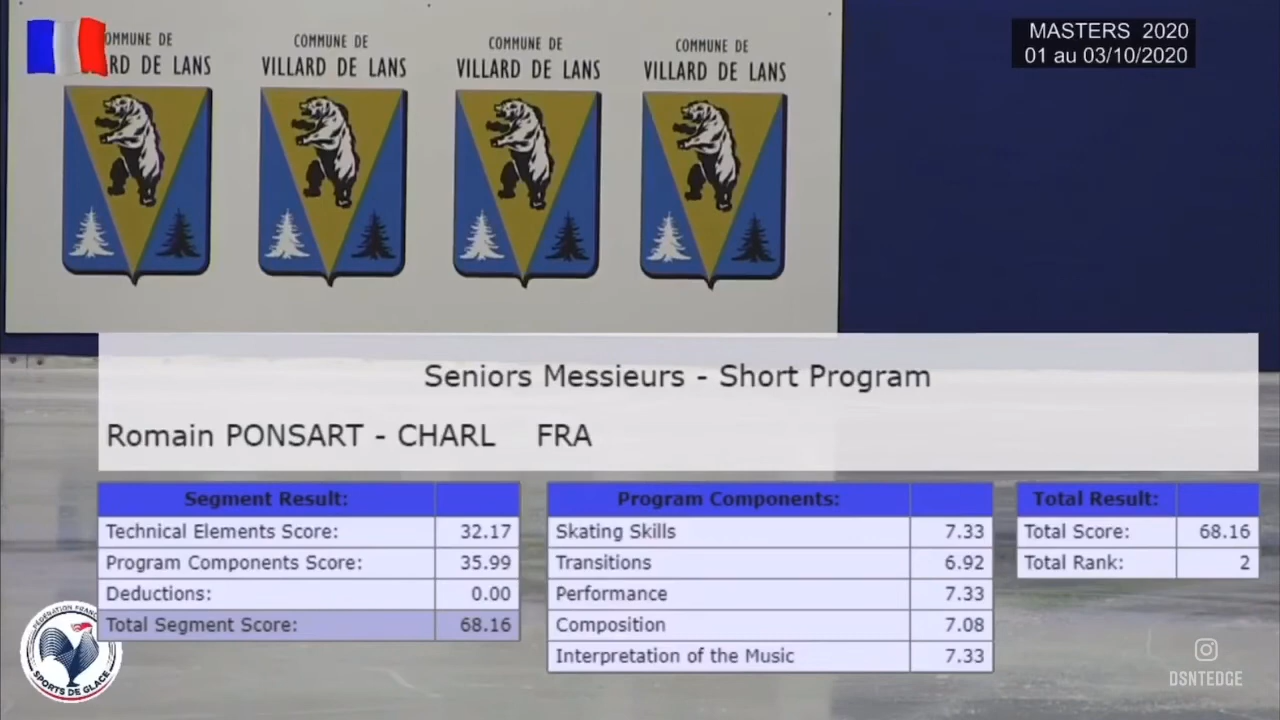 MASTERS 2020
01 au 03/10/2020
OMMUNE DE
RD DE LANS
COMMUNE DE
VILLARD DE LANS
COMMUNE DE
VILLARD DE LANS
COMMUNE DE
VILLARD DE LANS
Seniors Messieurs - Short Program
Romain PONSART - CHARL FRA
Segment Result:
Technical Elements Score: 32.17
Program Components Score: 35.99
Deductions: 0.00
Total Segment Score: 68.16
Program Components:
Skating Skills 7.33
Transitions 6.92
Performance 7.33
Composition 7.08
Interpretation of the Music 7.33
Total Result:
Total Score: 68.16
Total Rank: 2
SPORTS DE GLACE
DSNTEDGE